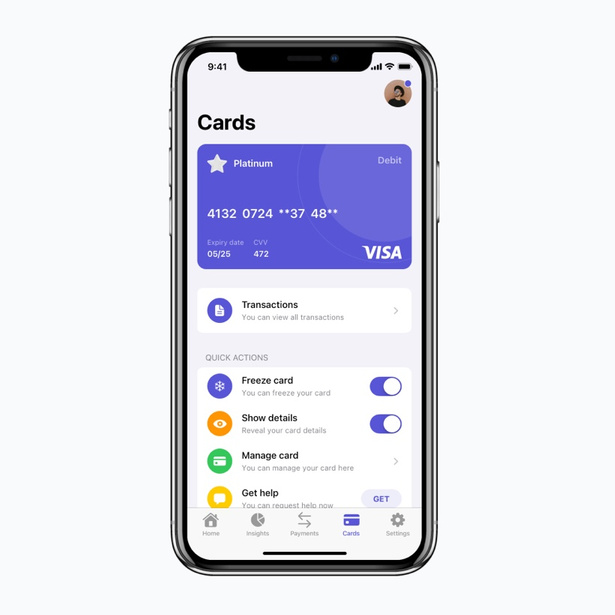 9:41
Cards
Platinum
Debit
4132 0724 **37 48**
Expiry date CVV
05/25 472
VISA
Transactions
You can view all transactions
QUICK ACTIONS
Freeze card
You can freeze your card
Show details
Reveal your card details
Manage card
You can manage your card here
Get help
You can request help now
GET
Home Insights Payments Cards Settings